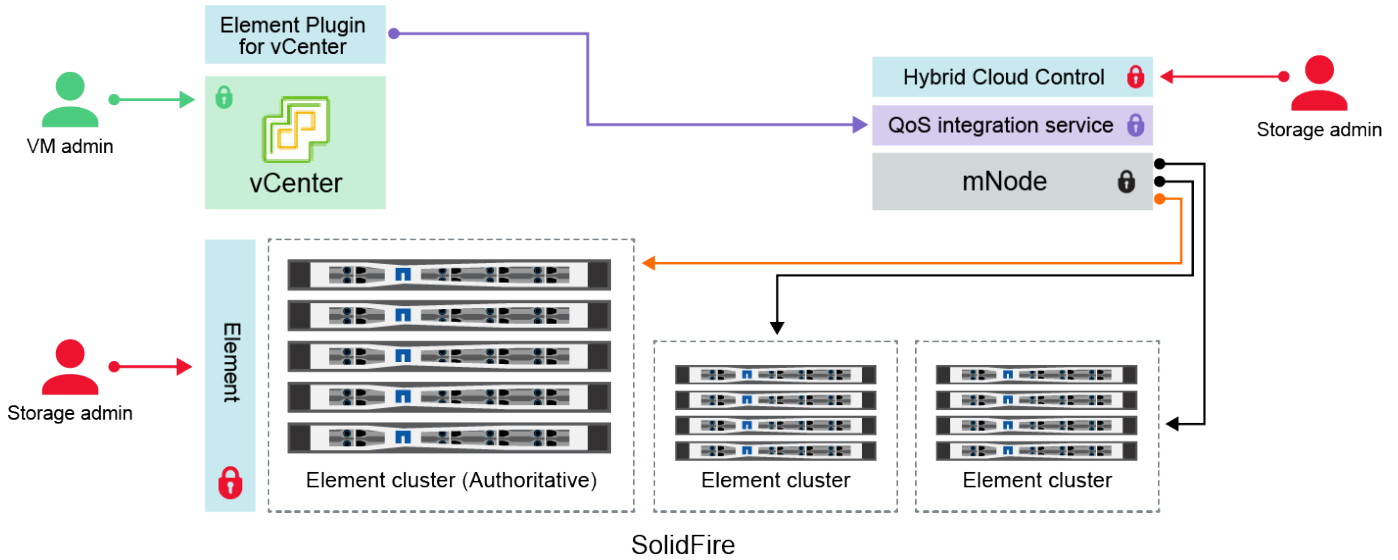 Element Plugin
for vCenter
VM admin
vCenter
Hybrid Cloud Control
QoS integration service
mNode
Storage admin
Storage admin
Element
Element cluster (Authoritative)
Element cluster
Element cluster
SolidFire